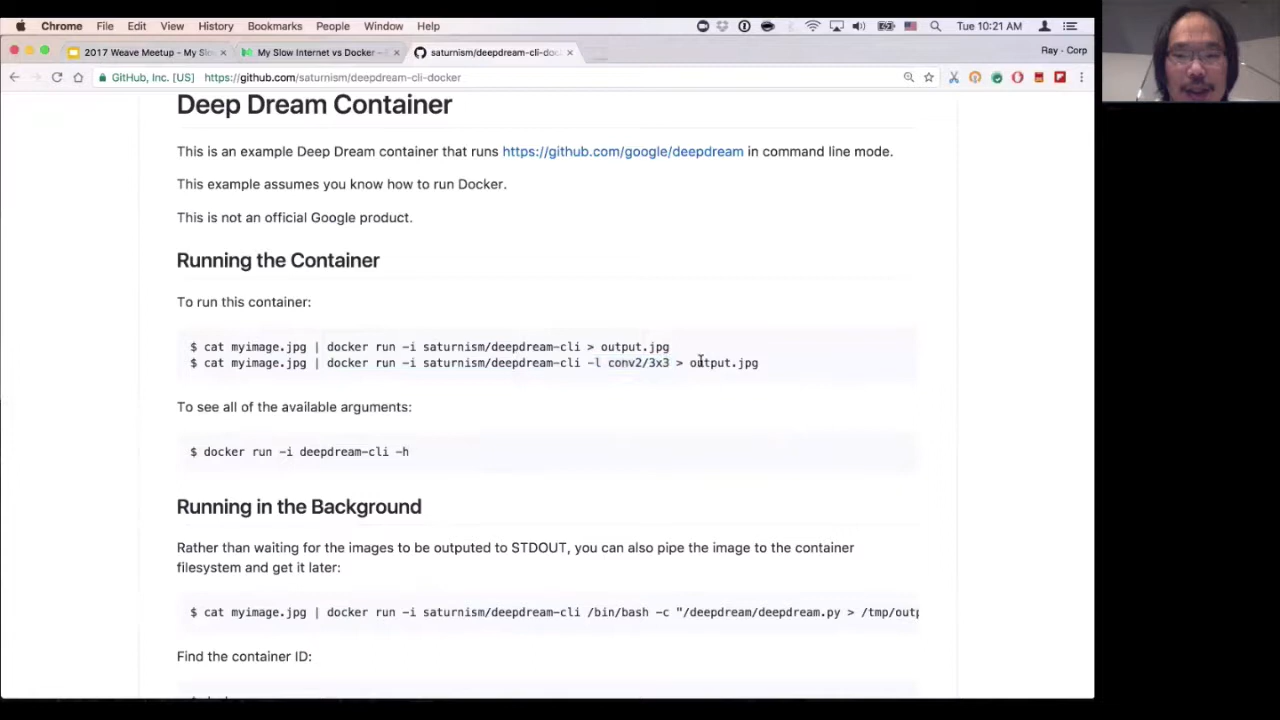 Chrome File Edit View History Bookmarks People Window Help Tue 10:21 AM
2017 Weave Meetup - My Slo My Slow Internet vs Docker – saturnism/deepdream-cli-doc Ray - Corp
GitHub, Inc. [US] https://github.com/saturnism/deepdream-cli-docker
Deep Dream Container
This is an example Deep Dream container that runs https://github.com/google/deepdream in command line mode.
This example assumes you know how to run Docker.
This is not an official Google product.
Running the Container
To run this container:
$ cat myimage.jpg | docker run -i saturnism/deepdream-cli > output.jpg
$ cat myimage.jpg | docker run -i saturnism/deepdream-cli -l conv2/3x3 > output.jpg
To see all of the available arguments:
$ docker run -i deepdream-cli -h
Running in the Background
Rather than waiting for the images to be outputed to STDOUT, you can also pipe the image to the container
filesystem and get it later:
$ cat myimage.jpg | docker run -i saturnism/deepdream-cli /bin/bash -c "/deepdream/deepdream.py > /tmp/outp
Find the container ID: